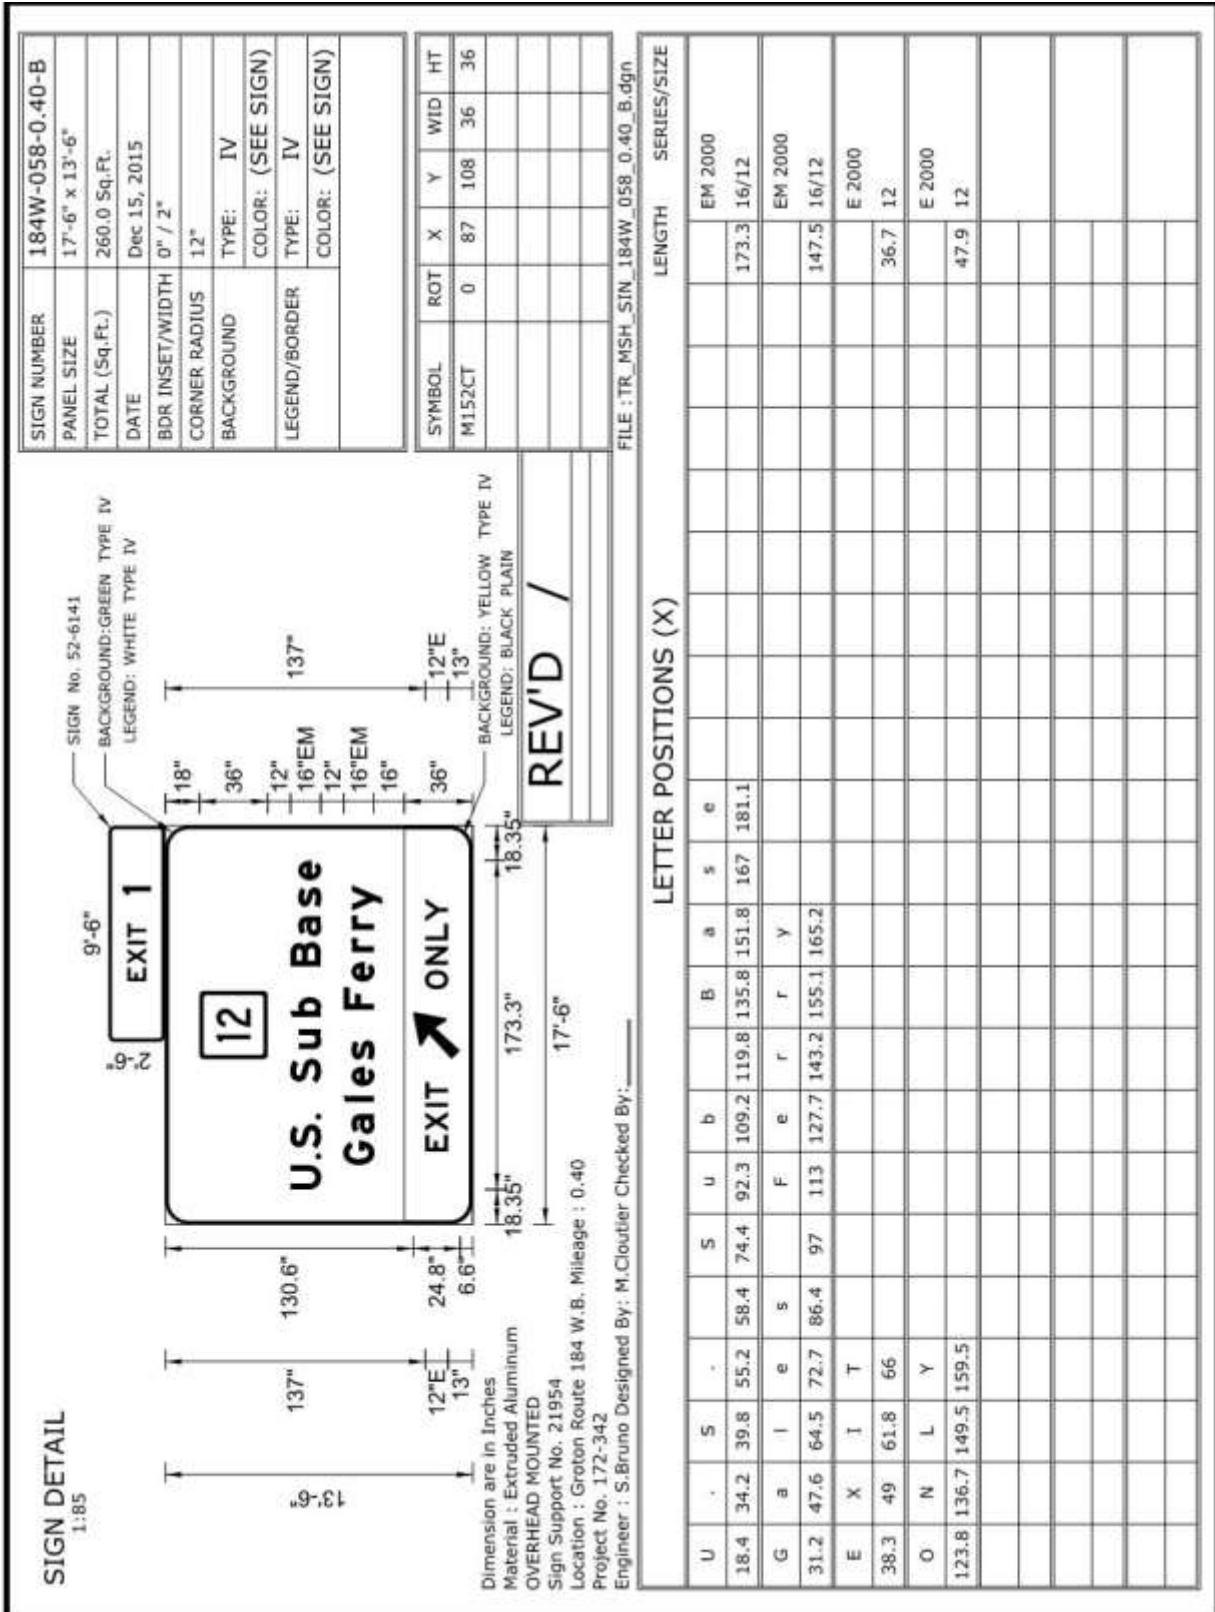 SIGN DETAIL
1:85
9'-6"
2'-6"
EXIT 1
SIGN No. 52-6141
BACKGROUND:GREEN TYPE IV
LEGEND: WHITE TYPE IV
12
U.S. Sub Base
Gales Ferry
EXIT ONLY
13'-6"
137"
12"E
13"
130.6"
24.8"
6.6"
18"
36"
12"
16"EM
12"
16"EM
16"
36"
137"
12"E
13"
18.35" 173.3" 18.35"
17'-6"
BACKGROUND: YELLOW TYPE IV
LEGEND: BLACK PLAIN
REV'D /
Dimension are in Inches
Material : Extruded Aluminum
OVERHEAD MOUNTED
Sign Support No. 21954
Location : Groton Route 184 W.B. Mileage : 0.40
Project No. 172-342
Engineer : S.Bruno Designed By: M.Cloutier Checked By:
SIGN NUMBER 184W-058-0.40-B
PANEL SIZE 17'-6" x 13'-6"
TOTAL (Sq.Ft.) 260.0 Sq.Ft.
DATE Dec 15, 2015
BDR INSET/WIDTH 0" / 2"
CORNER RADIUS 12"
BACKGROUND TYPE: IV
COLOR: (SEE SIGN)
LEGEND/BORDER TYPE: IV
COLOR: (SEE SIGN)
SYMBOL ROT X Y WID HT
M152CT 0 87 108 36 36
FILE : TR_MSH_SIN_184W_058_0.40_B.dgn
LETTER POSITIONS (X) LENGTH SERIES/SIZE
U . S . S u b B a s e EM 2000
18.4 34.2 39.8 55.2 58.4 74.4 92.3 109.2 119.8 135.8 151.8 167 181.1 173.3 16/12
G a l e s F e r r y EM 2000
31.2 47.6 64.5 72.7 86.4 97 113 127.7 143.2 155.1 165.2 147.5 16/12
E X I T E 2000
38.3 49 61.8 66 36.7 12
O N L Y E 2000
123.8 136.7 149.5 159.5 47.9 12